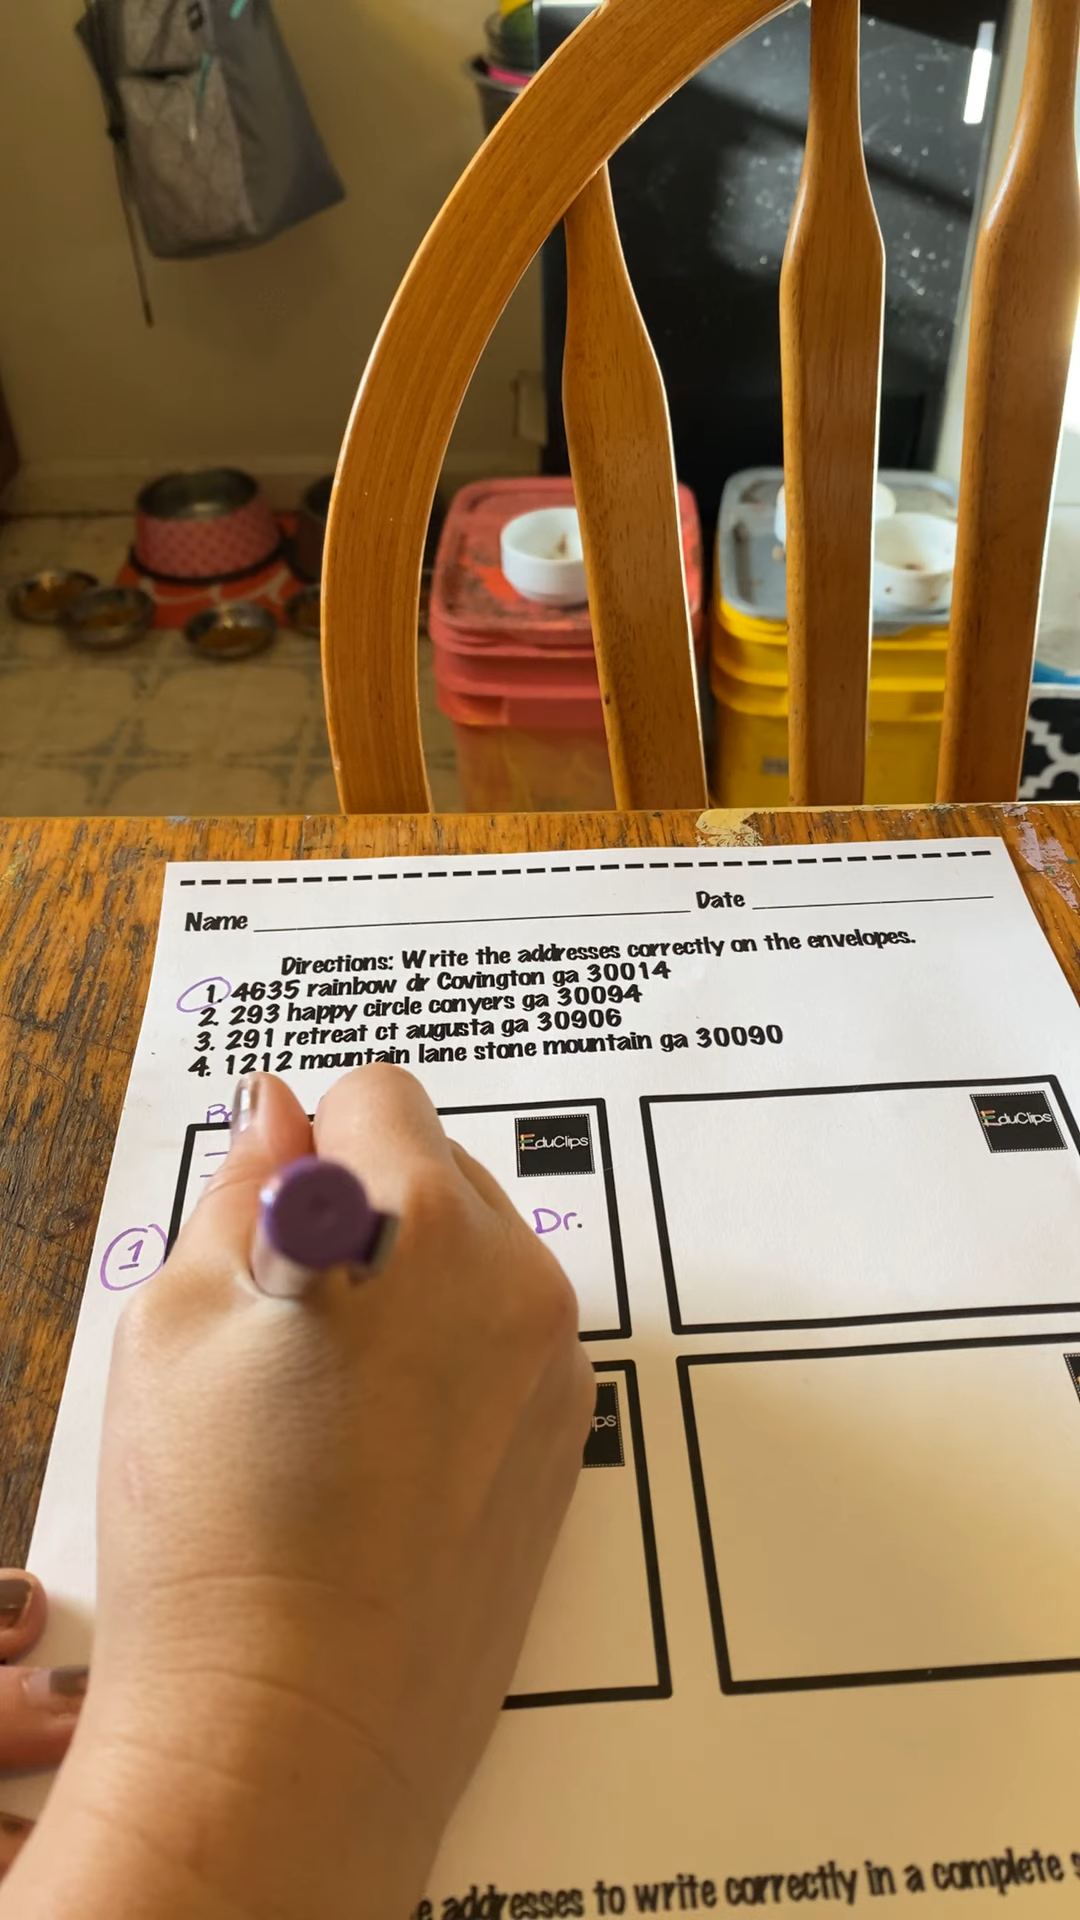 Name Date
Directions: Write the addresses correctly on the envelopes.
1. 4635 rainbow dr Covington ga 30014
2. 293 happy circle conyers ga 30094
3. 291 retreat ct augusta ga 30906
4. 1212 mountain lane stone mountain ga 30090
EduClips
EduClips
Dr.
1
ips
addresses to write correctly in a complete